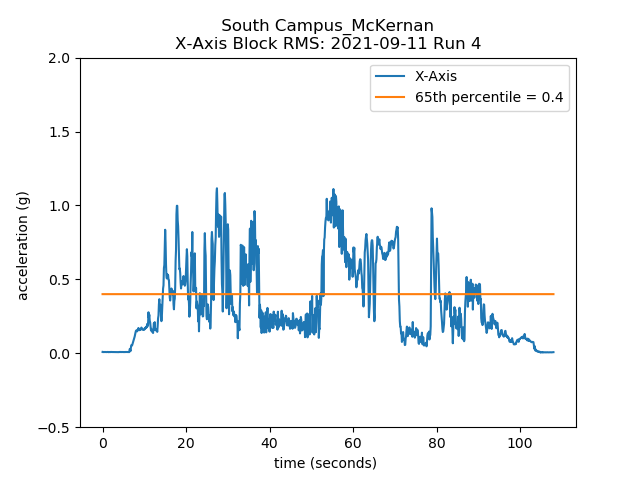 South Campus_McKernan
X-Axis Block RMS: 2021-09-11 Run 4
X-Axis
65th percentile = 0.4
acceleration (g)
2.0
1.5
1.0
0.5
0.0
−0.5
0 20 40 60 80 100
time (seconds)